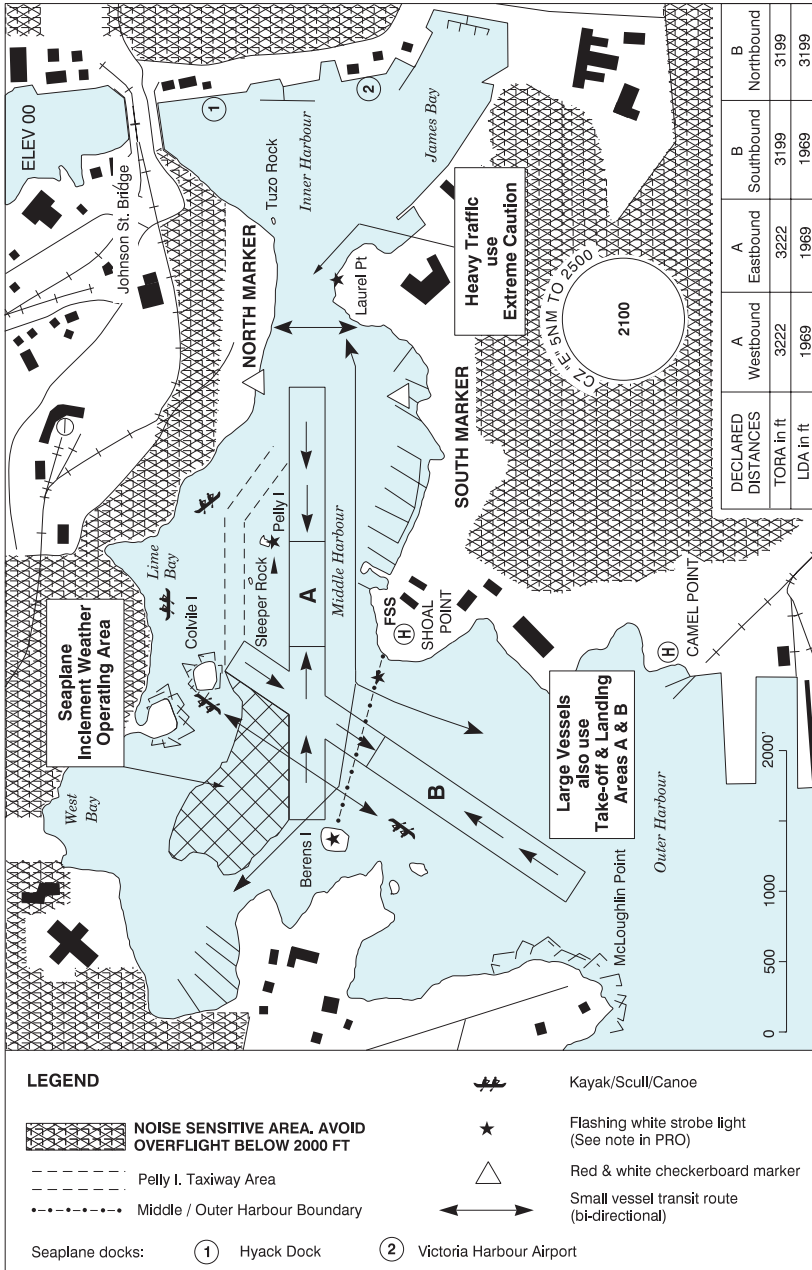 ELEV 00
Johnson St. Bridge
1
2
Tuzo Rock
Inner Harbour
James Bay
NORTH MARKER
Laurel Pt
Heavy Traffic
use
Extreme Caution
Lime
Bay
Colvile I
Sleeper Rock
Pelly I
A
Middle Harbour
SOUTH MARKER
CZ "E" 5NM TO 2500
2100
Seaplane
Inclement Weather
Operating Area
West
Bay
Berens I
B
FSS
H
SHOAL
POINT
H
CAMEL POINT
Large Vessels
also use
Take-off & Landing
Areas A & B
Outer Harbour
McLoughlin Point
0 500 1000 2000'
DECLARED DISTANCES A Westbound A Eastbound B Southbound B Northbound
TORA in ft 3222 3222 3199 3199
LDA in ft 1969 1969 1969 3199
LEGEND
NOISE SENSITIVE AREA. AVOID
OVERFLIGHT BELOW 2000 FT
Pelly I. Taxiway Area
Middle / Outer Harbour Boundary
Kayak/Scull/Canoe
Flashing white strobe light
(See note in PRO)
Red & white checkerboard marker
Small vessel transit route
(bi-directional)
Seaplane docks: 1 Hyack Dock 2 Victoria Harbour Airport